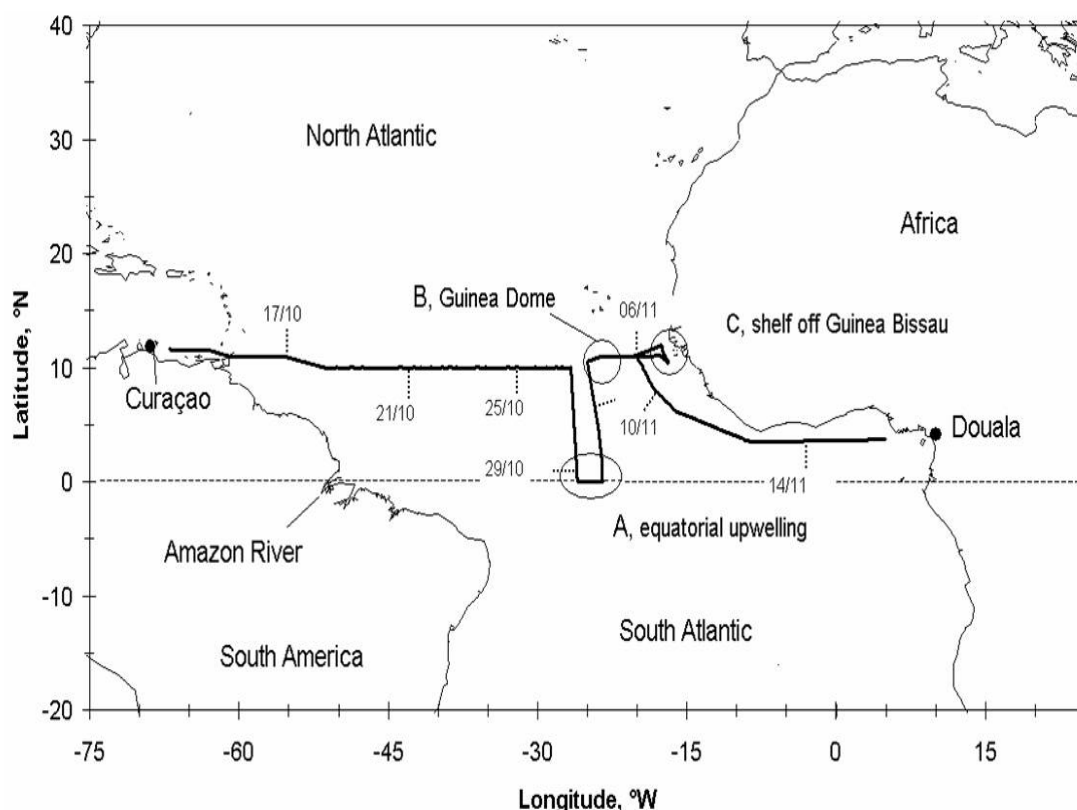 40
30
20
10
0
-10
-20
Latitude, °N
North Atlantic
Africa
17/10
B, Guinea Dome
06/11
C, shelf off Guinea Bissau
Curaçao
21/10
25/10
10/11
Douala
29/10
14/11
A, equatorial upwelling
Amazon River
South America
South Atlantic
-75 -60 -45 -30 -15 0 15
Longitude, °W